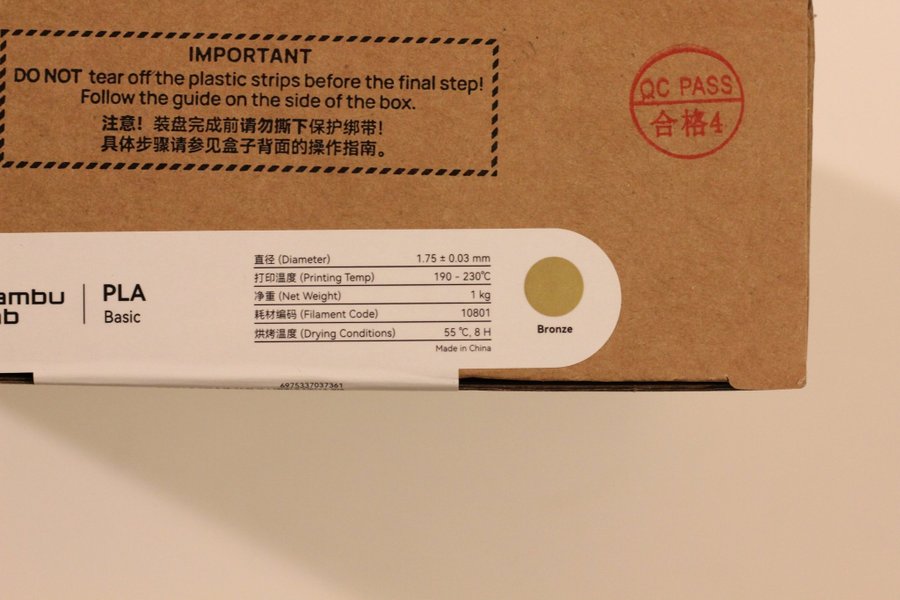 IMPORTANT
DO NOT tear off the plastic strips before the final step!
Follow the guide on the side of the box.
注意！装盘完成前请勿撕下保护绑带！
具体步骤请参见盒子背面的操作指南。
QC PASS
合格4
ambu
ab
PLA
Basic
直径 (Diameter) 1.75 ± 0.03 mm
打印温度 (Printing Temp) 190 - 230℃
净重 (Net Weight) 1 kg
耗材编码 (Filament Code) 10801
烘烤温度 (Drying Conditions) 55 ℃, 8 H
Made in China
Bronze
6975337037361